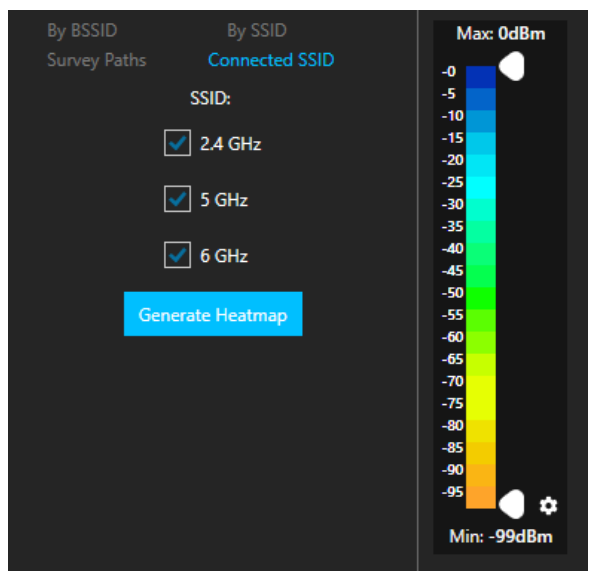 By BSSID By SSID
Survey Paths Connected SSID
SSID:
2.4 GHz
5 GHz
6 GHz
Generate Heatmap
Max: 0dBm
-0
-5
-10
-15
-20
-25
-30
-35
-40
-45
-50
-55
-60
-65
-70
-75
-80
-85
-90
-95
Min: -99dBm